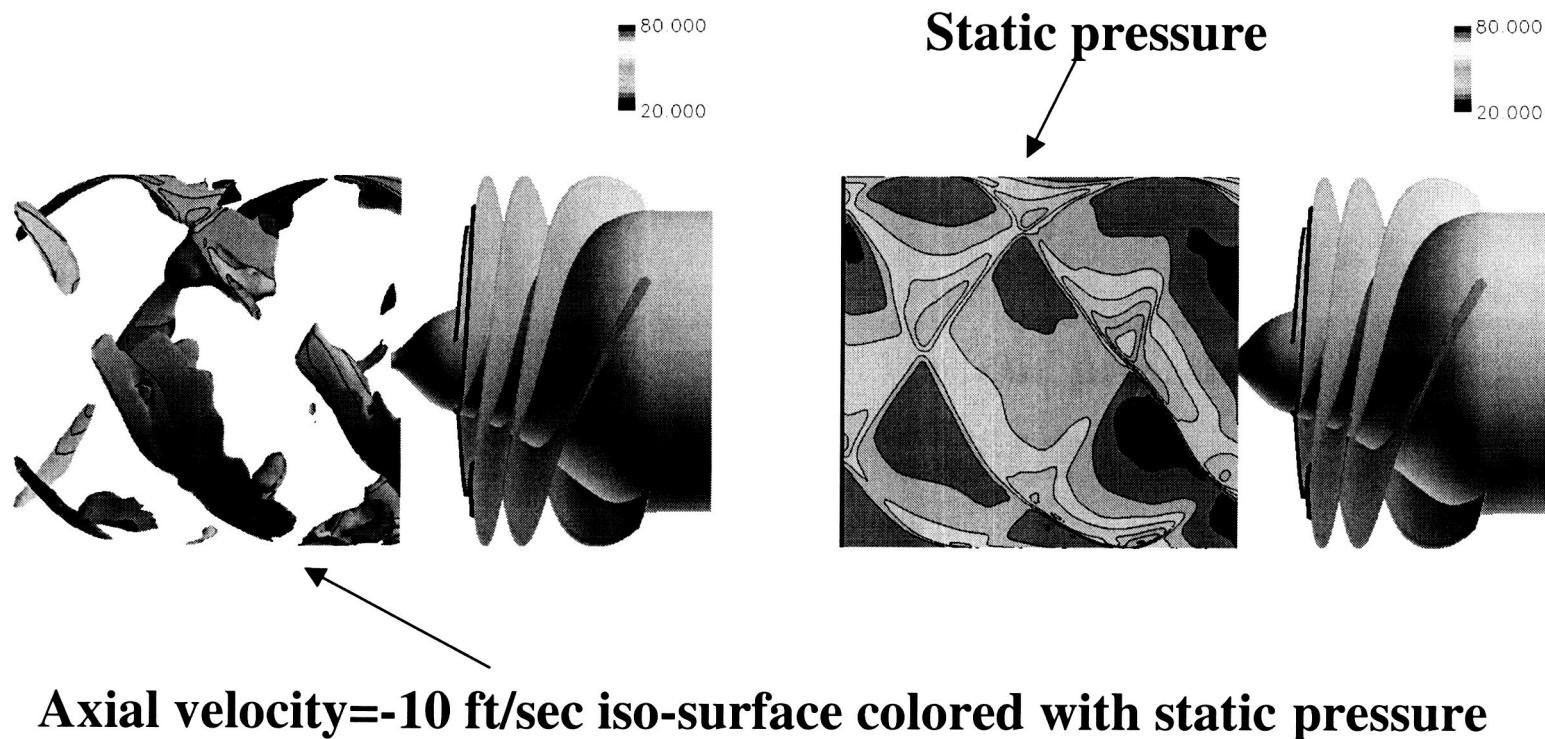 80.000
20.000
Static pressure
80.000
20.000
Axial velocity=-10 ft/sec iso-surface colored with static pressure